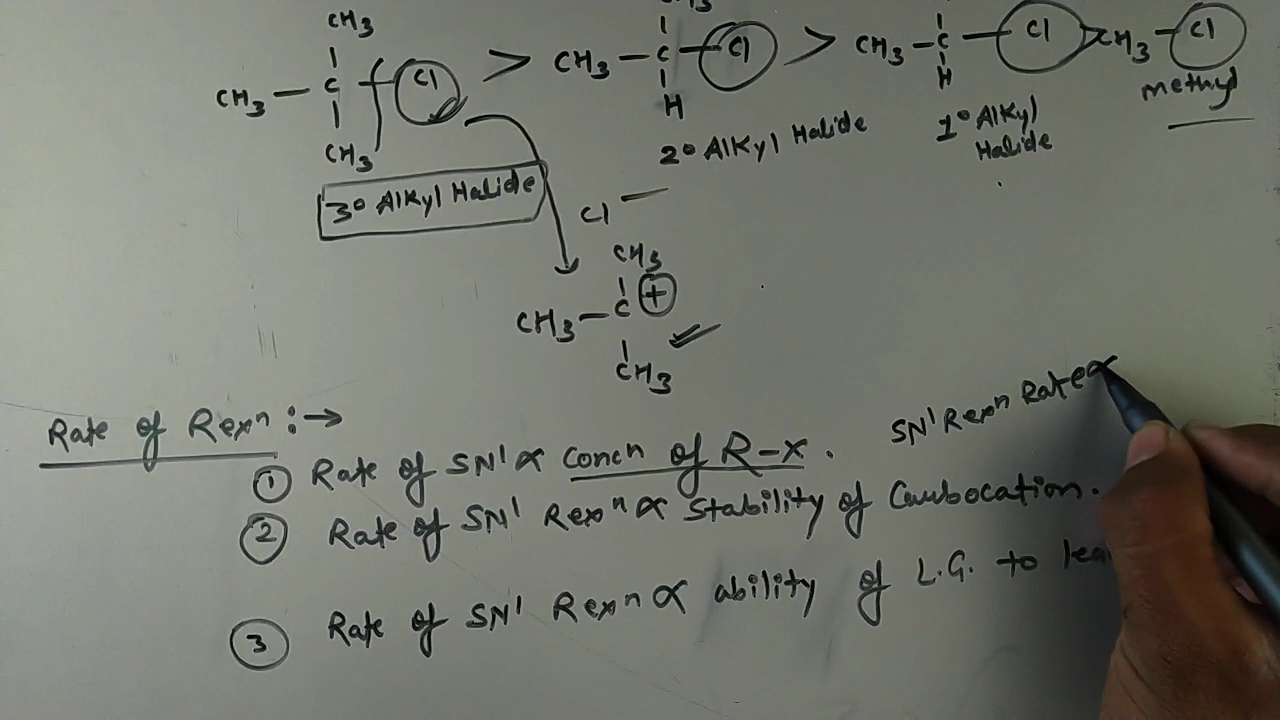 CH3 CH3
CH3 — C — Cl > CH3 — C — Cl > CH3 — C — Cl > CH3 — Cl
CH3 H H methyl
3° Alkyl Halide 2° Alkyl Halide 1° Alkyl Halide
Cl —
CH3
CH3 — C +
CH3
Rate of Rexn : → SN1 Rexn Rate ∝
① Rate of SN1 ∝ Concn of R–X .
② Rate of SN1 Rexn ∝ Stability of Carbocation.
③ Rate of SN1 Rexn ∝ ability of L.G. to